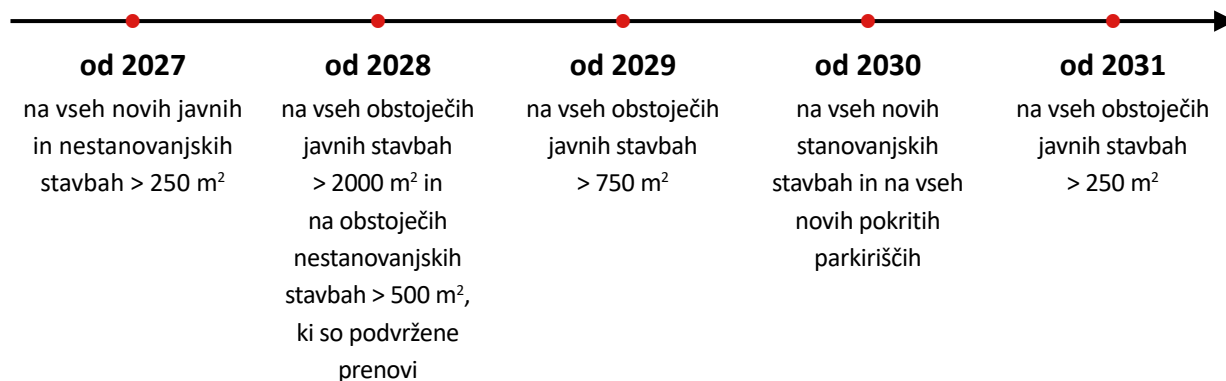 od 2027
na vseh novih javnih
in nestanovanjskih
stavbah > 250 m²
od 2028
na vseh obstoječih
javnih stavbah
> 2000 m² in
na obstoječih
nestanovanjskih
stavbah > 500 m²,
ki so podvržene
prenovi
od 2029
na vseh obstoječih
javnih stavbah
> 750 m²
od 2030
na vseh novih
stanovanjskih
stavbah in na vseh
novih pokritih
parkiriščih
od 2031
na vseh obstoječih
javnih stavbah
> 250 m²